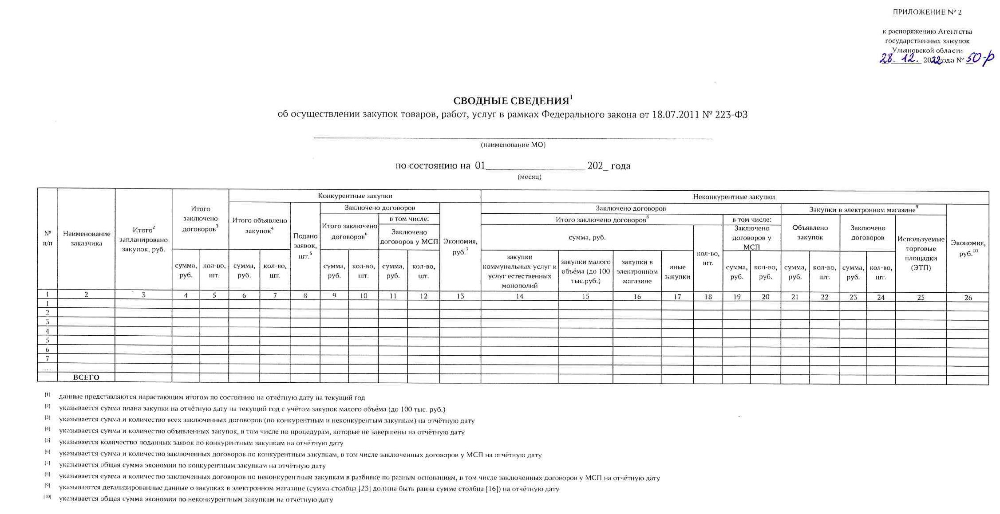 ПРИЛОЖЕНИЕ № 2
к распоряжению Агентства
государственных закупок
Ульяновской области
28. 12. 2022 года № 50-р
СВОДНЫЕ СВЕДЕНИЯ1
об осуществлении закупок товаров, работ, услуг в рамках Федерального закона от 18.07.2011 № 223-ФЗ
(наименование МО)
по состоянию на 01____________________ 202_ года
(месяц)
№
п/п
Наименование
заказчика
Итого2
запланировано
закупок, руб.
Итого
заключено
договоров3
сумма,
руб.
кол-во,
шт.
Конкурентные закупки
Итого объявлено
закупок4
сумма,
руб.
кол-во,
шт.
Подано
заявок,
шт.5
Заключено договоров
Итого заключено
договоров6
сумма,
руб.
кол-во,
шт.
в том числе:
Заключено
договоров у МСП
сумма,
руб.
кол-во,
шт.
Экономия,
руб.7
Неконкурентные закупки
Заключено договоров
Итого заключено договоров8
сумма, руб.
закупки
коммунальных услуг и
услуг естественных
монополий
закупки малого
объёма (до 100
тыс.руб.)
закупки в
электронном
магазине
иные
закупки
кол-во,
шт.
в том числе:
Заключено
договоров у
МСП
сумма,
руб.
кол-во,
руб.
Закупки в электронном магазине9
Объявлено
закупок
сумма,
руб.
кол-во,
шт.
Заключено
договоров
сумма,
руб.
кол-во,
шт.
Используемые
торговые
площадки
(ЭТП)
Экономия,
руб.10
1 2 3 4 5 6 7 8 9 10 11 12 13 14 15 16 17 18 19 20 21 22 23 24 25 26
1
2
3
4
5
6
7
...
ВСЕГО
[1] данные представляются нарастающим итогом по состоянию на отчётную дату на текущий год
[2] указывается сумма плана закупки на отчётную дату на текущий год с учётом закупок малого объёма (до 100 тыс. руб.)
[3] указывается сумма и количество всех заключенных договоров (по конкурентным и неконкурентым закупкам) на отчётную дату
[4] указывается сумма и количество объявленных закупок, в том числе по процедурам, которые не завершены на отчётную дату
[5] указывается количество поданных заявок по конкурентным закупкам на отчётную дату
[6] указывается сумма и количество заключенных договоров по конкурентным закупкам, в том числе заключенных договоров у МСП на отчётную дату
[7] указывается общая сумма экономии по конкурентным закупкам на отчётную дату
[8] указывается сумма и количество заключенных договоров по неконкурентным закупкам в разбивке по разным основаниям, в том числе заключенных договоров у МСП на отчётную дату
[9] указываются детализированные данные о закупках в электронном магазине (сумма столбца [23] должна быть равна сумме столбца [16]) на отчётную дату
[10] указывается общая сумма экономии по неконкурентным закупкам на отчётную дату